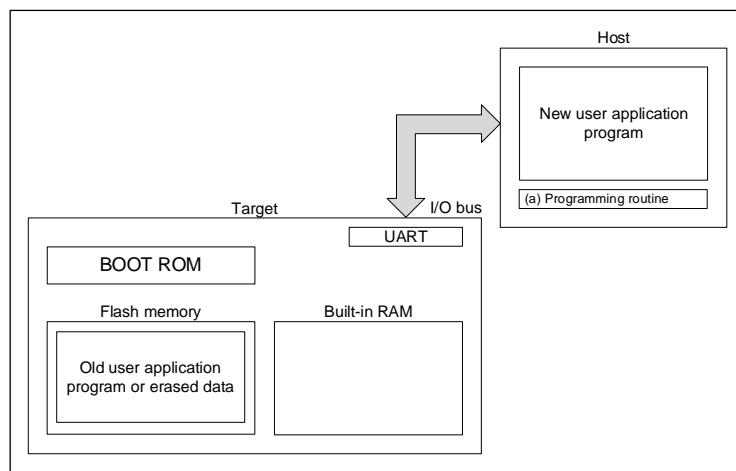 Host
New user application
program
(a) Programming routine
Target
I/O bus
UART
BOOT ROM
Flash memory
Built-in RAM
Old user application
program or erased data